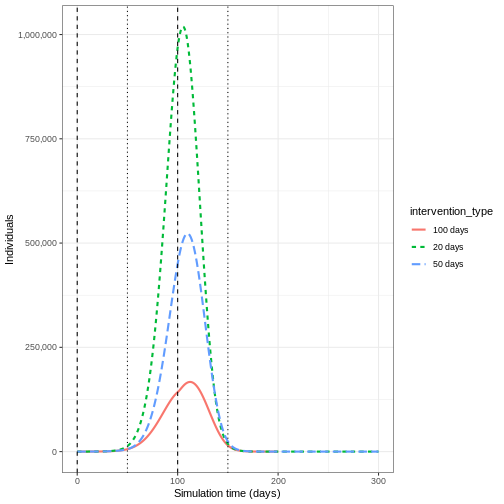 1,000,000
750,000
500,000
250,000
0
Individuals
0 100 200 300
Simulation time (days)
intervention_type
100 days
20 days
50 days